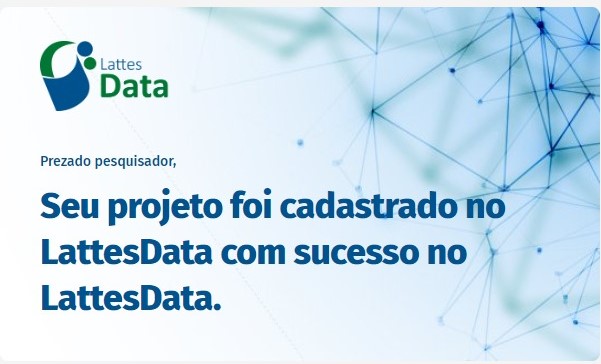 Lattes
Data
Prezado pesquisador,
Seu projeto foi cadastrado no
LattesData com sucesso no
LattesData.